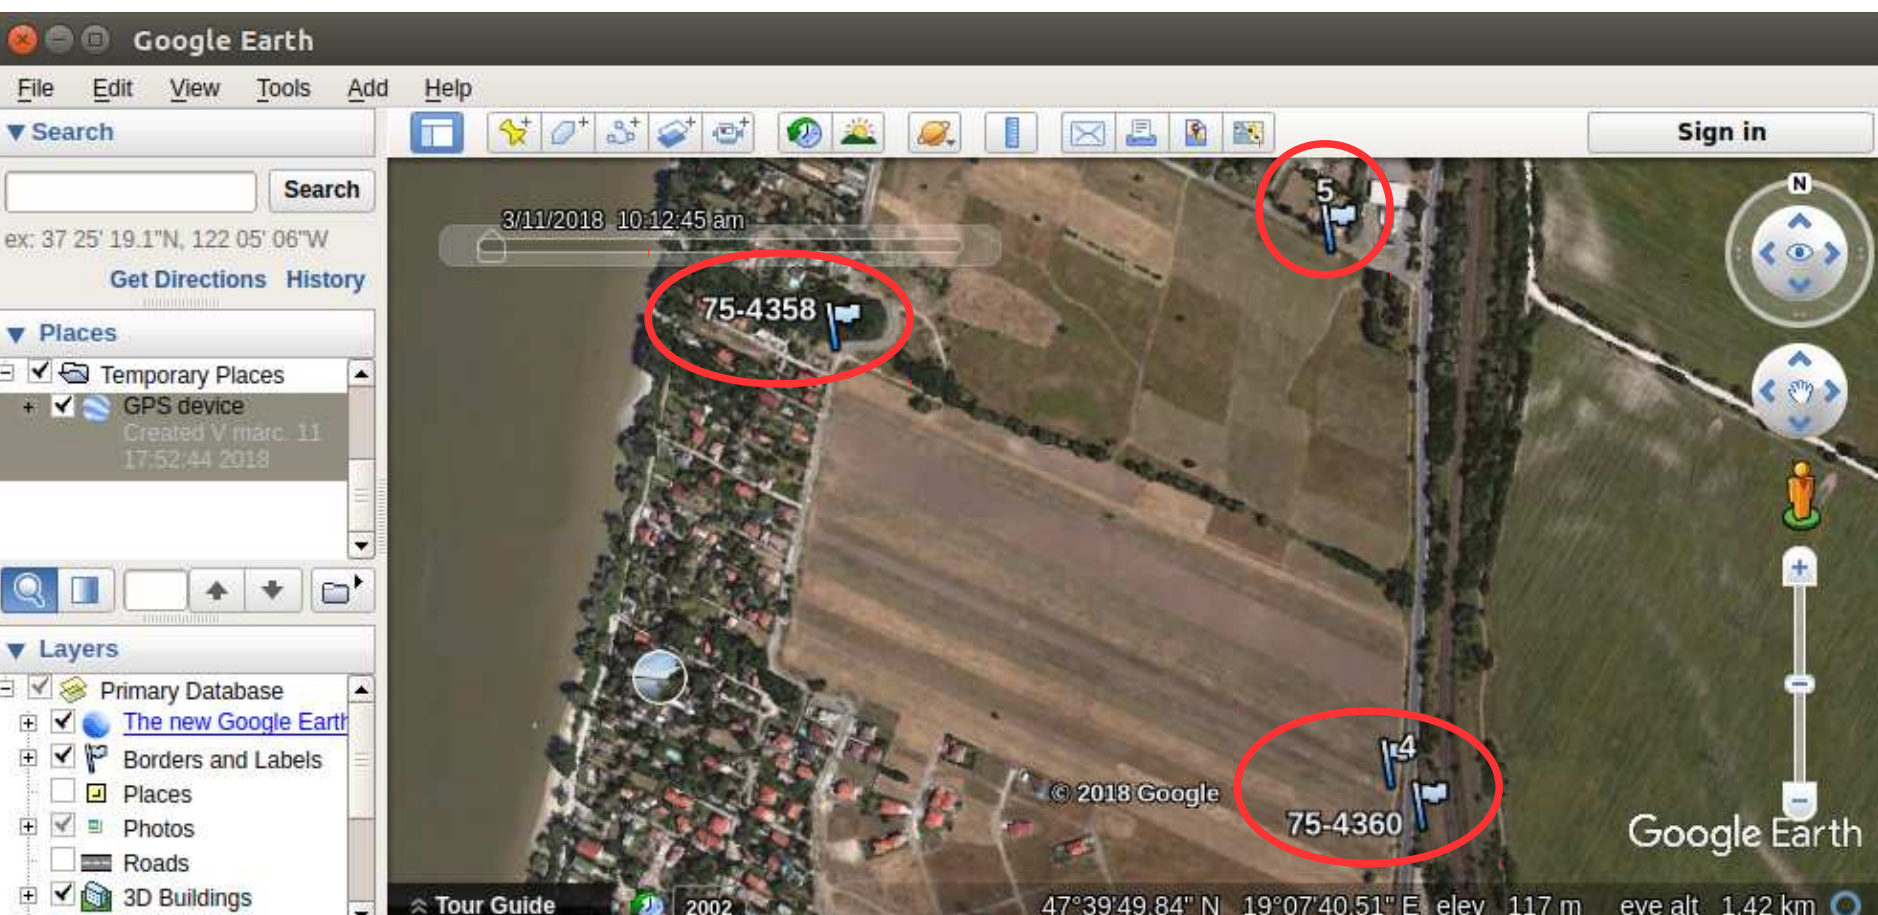 Google Earth
File Edit View Tools Add Help
Search
Sign in
Search
ex: 37 25' 19.1"N, 122 05' 06"W
Get Directions History
Places
Temporary Places
GPS device
Created V marc. 11
17:52:44 2018
Layers
Primary Database
The new Google Earth
Borders and Labels
Places
Photos
Roads
3D Buildings
3/11/2018 10:12:45 am
5
N
75-4358
4
© 2018 Google
75-4360
Google Earth
Tour Guide
2002
47°39'49.84" N 19°07'40.51" E elev 117 m eye alt 1.42 km